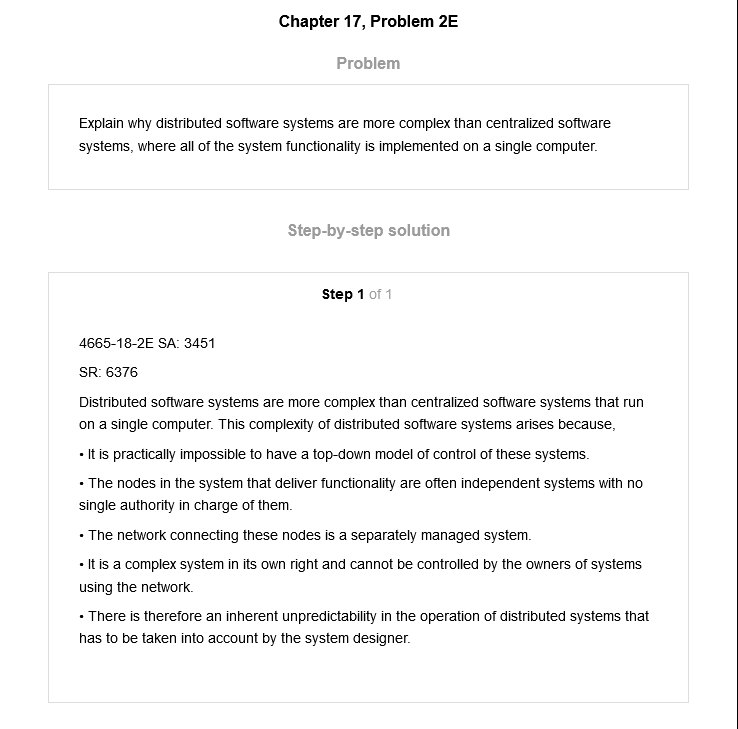 Chapter 17, Problem 2E
Problem
Explain why distributed software systems are more complex than centralized software
systems, where all of the system functionality is implemented on a single computer.
Step-by-step solution
Step 1 of 1
4665-18-2E SA: 3451
SR: 6376
Distributed software systems are more complex than centralized software systems that run
on a single computer. This complexity of distributed software systems arises because,
• It is practically impossible to have a top-down model of control of these systems.
• The nodes in the system that deliver functionality are often independent systems with no
single authority in charge of them.
• The network connecting these nodes is a separately managed system.
• It is a complex system in its own right and cannot be controlled by the owners of systems
using the network.
• There is therefore an inherent unpredictability in the operation of distributed systems that
has to be taken into account by the system designer.